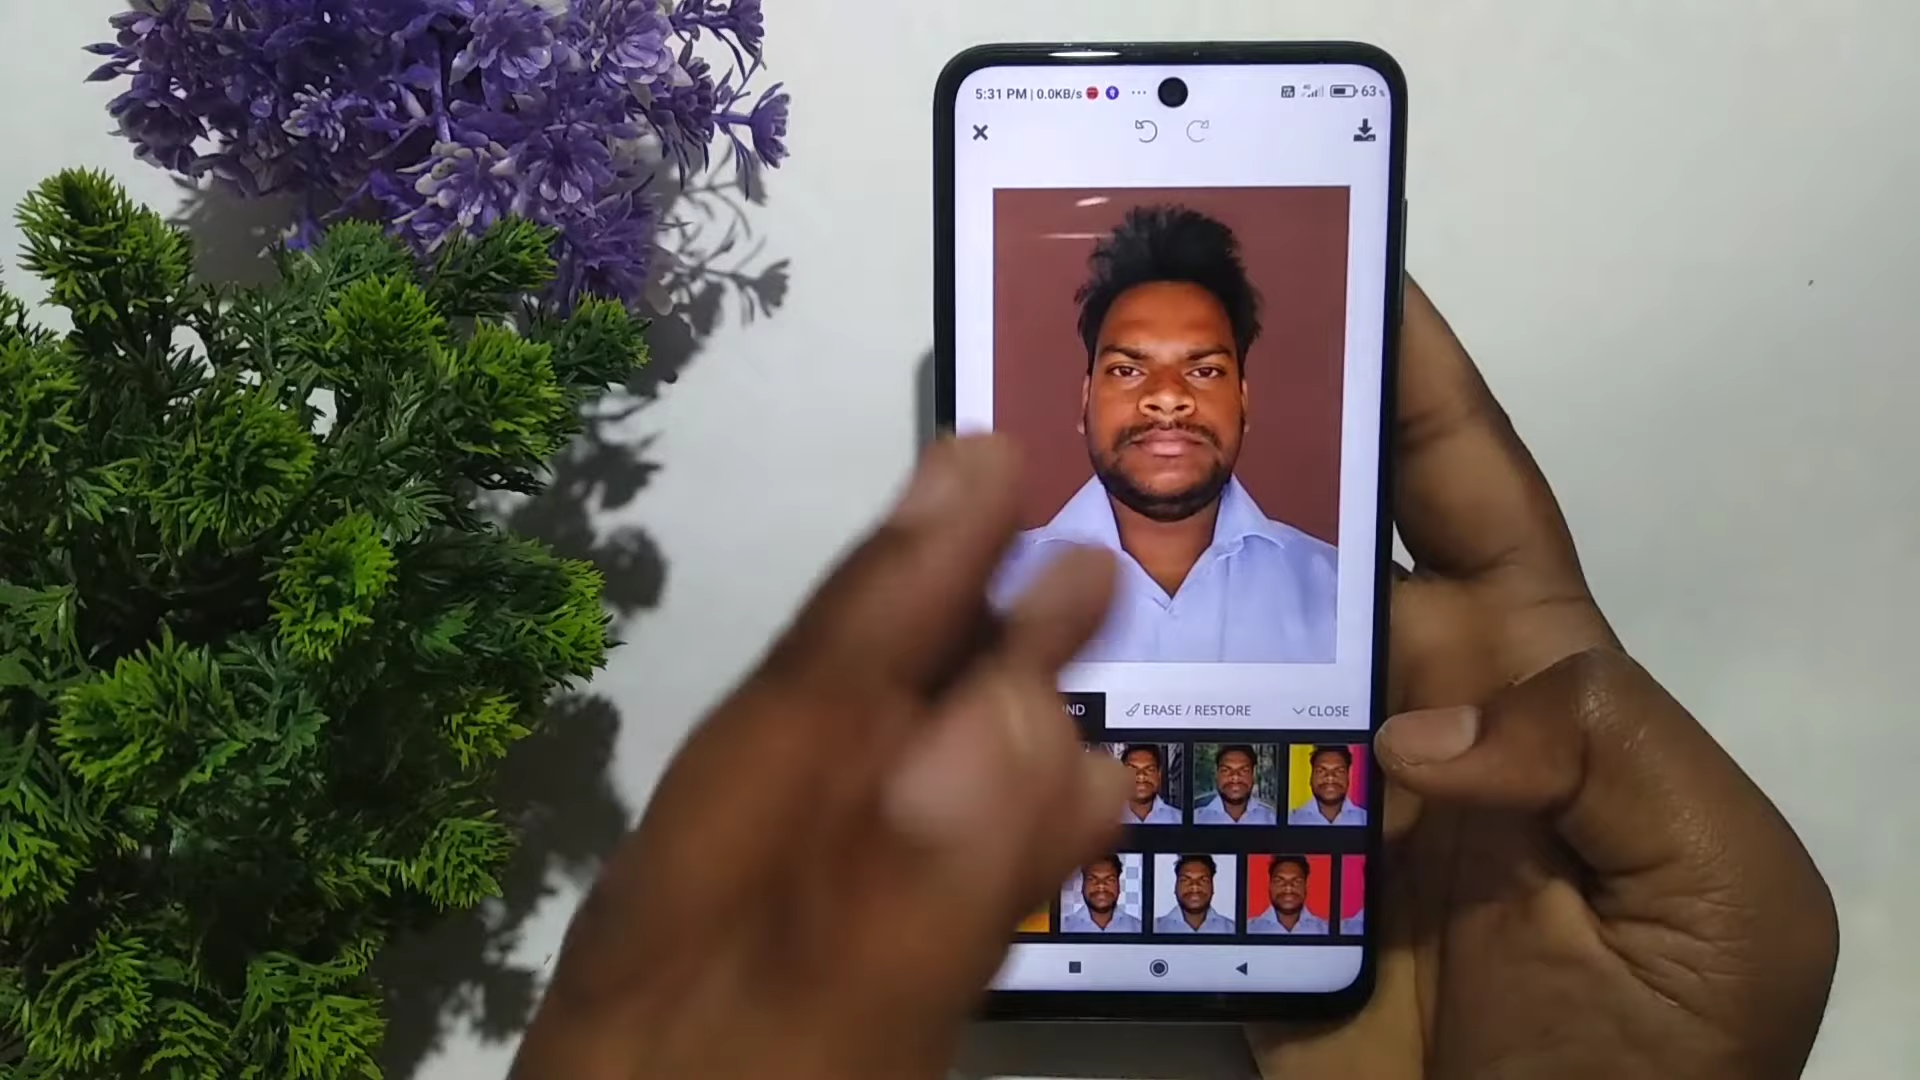 5:31 PM | 0.0KB/s ... 63
ERASE / RESTORE CLOSE